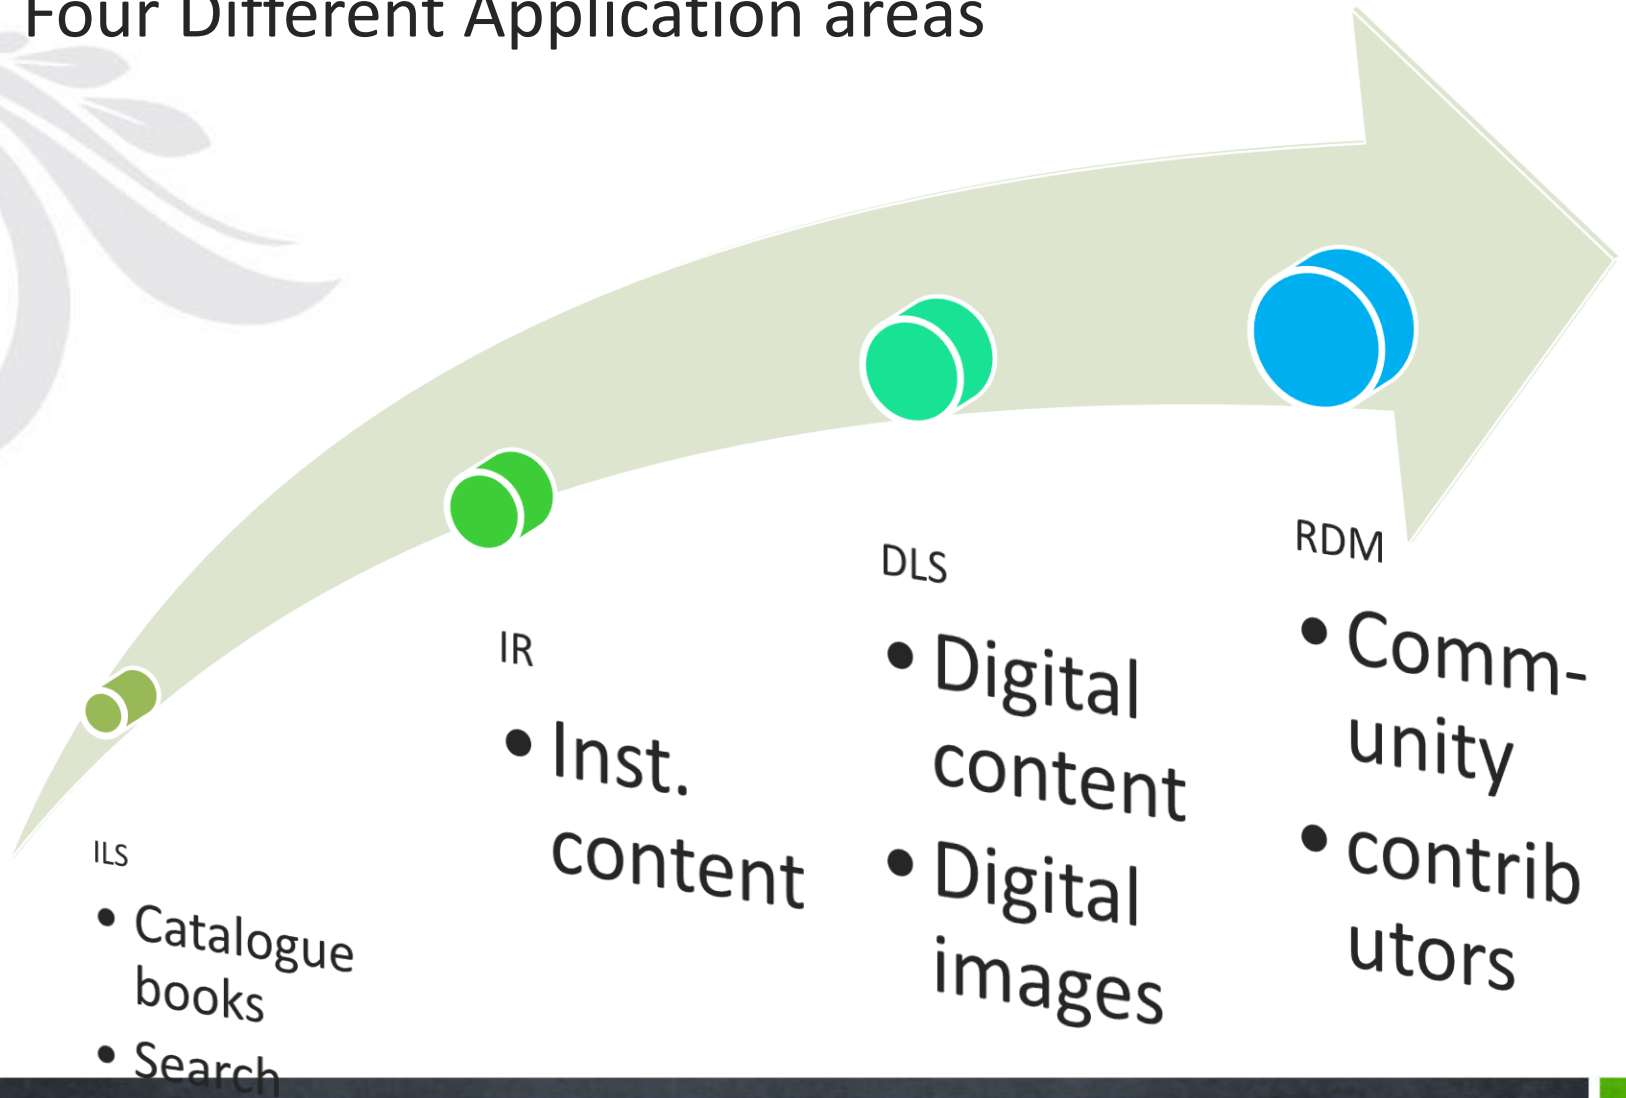 Four Different Application areas
ILS
• Catalogue
books
• Search
IR
• Inst.
content
DLS
• Digital
content
• Digital
images
RDM
• Comm-
unity
• contrib
utors